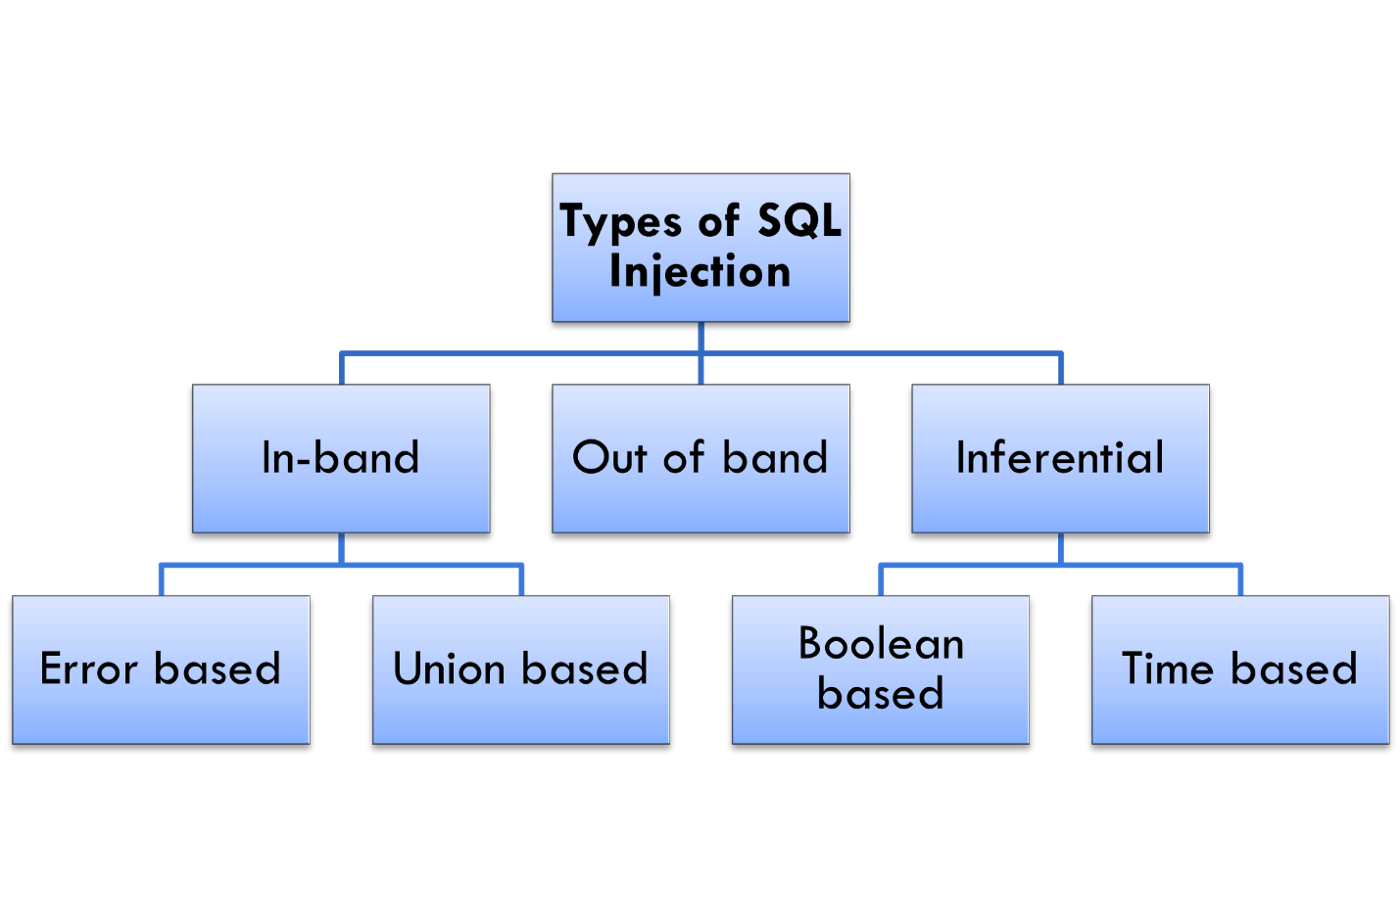 Types of SQL
Injection
In-band
Out of band
Inferential
Error based
Union based
Boolean
based
Time based